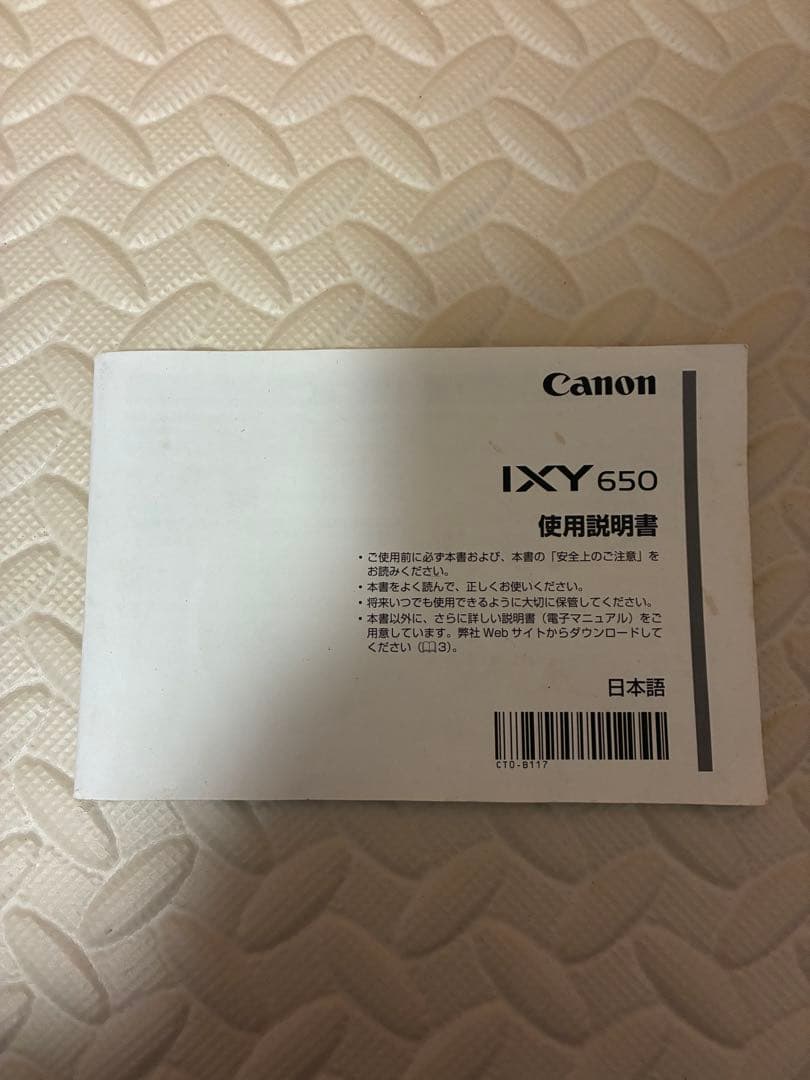 Canon
IXY 650
使用説明書
・ご使用前に必ず本書および、本書の「安全上のご注意」を
お読みください。
・本書をよく読んで、正しくお使いください。
・将来いつでも使用できるように大切に保管してください。
・本書以外に、さらに詳しい説明書（電子マニュアル）をご
用意しています。弊社 Web サイトからダウンロードして
ください（📖3）。
日本語
CT0-B117